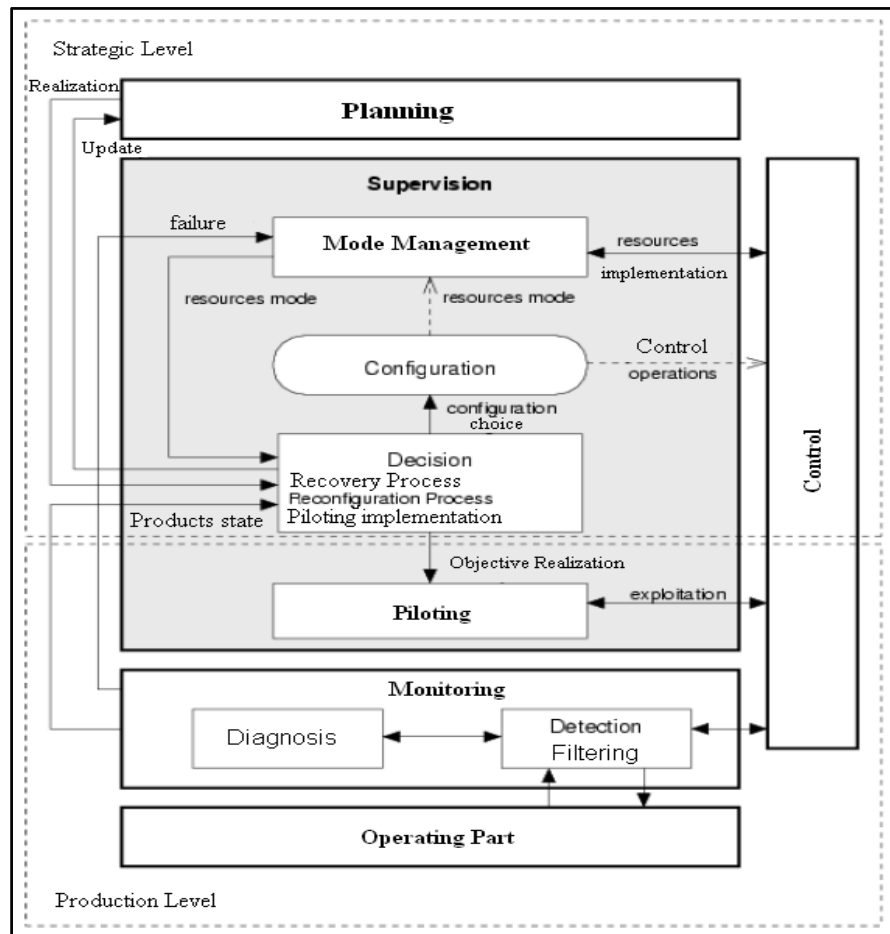 Strategic Level
Realization
Planning
Update
Supervision
failure
Mode Management
resources
implementation
resources mode
resources mode
Configuration
Control
operations
configuration
choice
Decision
Recovery Process
Reconfiguration Process
Piloting implementation
Products state
Control
Objective Realization
Piloting
exploitation
Monitoring
Diagnosis
Detection
Filtering
Operating Part
Production Level